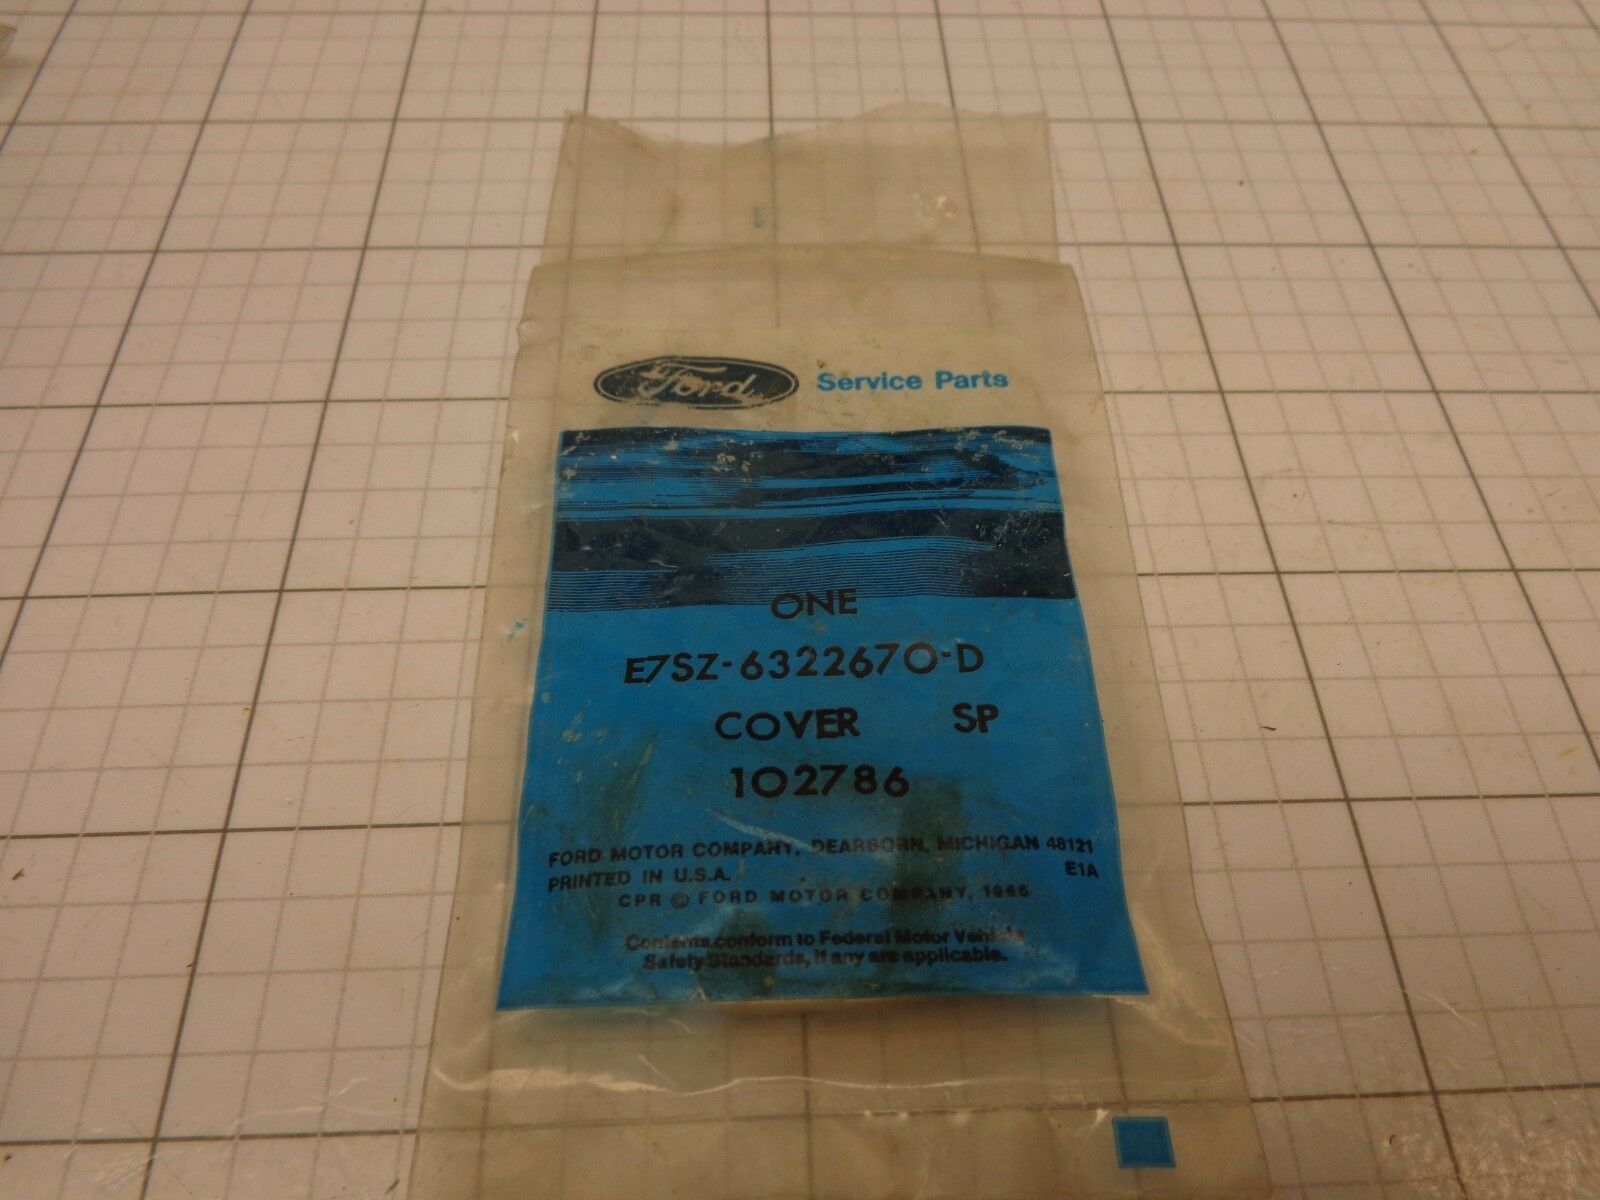 Ford Service Parts
ONE
E7SZ-6322670-D
COVER SP
102786
FORD MOTOR COMPANY, DEARBORN, MICHIGAN 48121
PRINTED IN U.S.A. E1A
CPR © FORD MOTOR COMPANY, 1966
Contents conform to Federal Motor Vehicle
Safety Standards, if any are applicable.